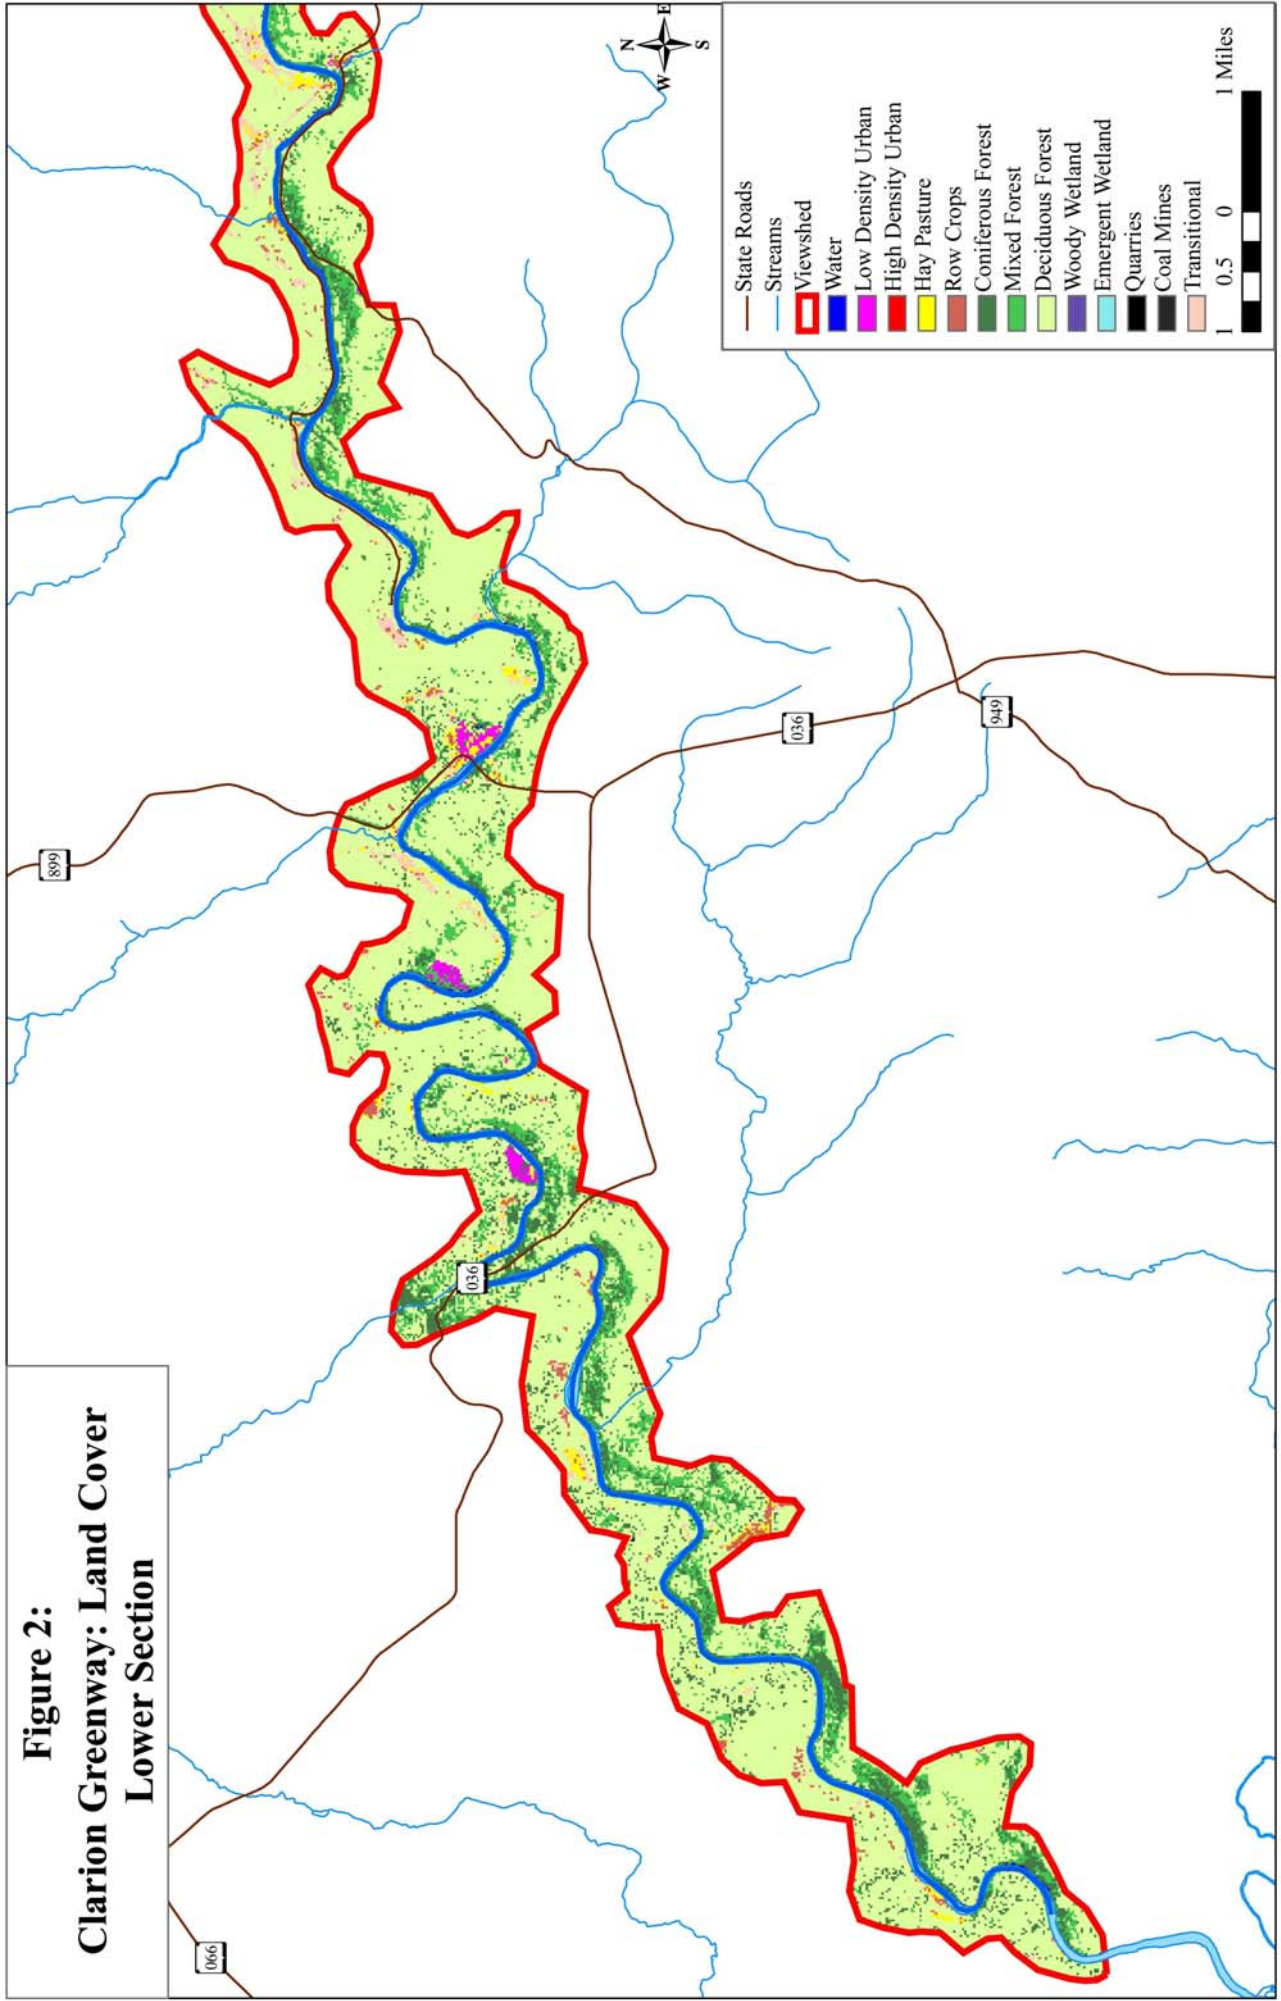 Figure 2:
Clarion Greenway: Land Cover
Lower Section
066
036
899
036
949
N
W
E
S
State Roads
Streams
Viewshed
Water
Low Density Urban
High Density Urban
Hay Pasture
Row Crops
Coniferous Forest
Mixed Forest
Deciduous Forest
Woody Wetland
Emergent Wetland
Quarries
Coal Mines
Transitional
1 0.5 0 1 Miles